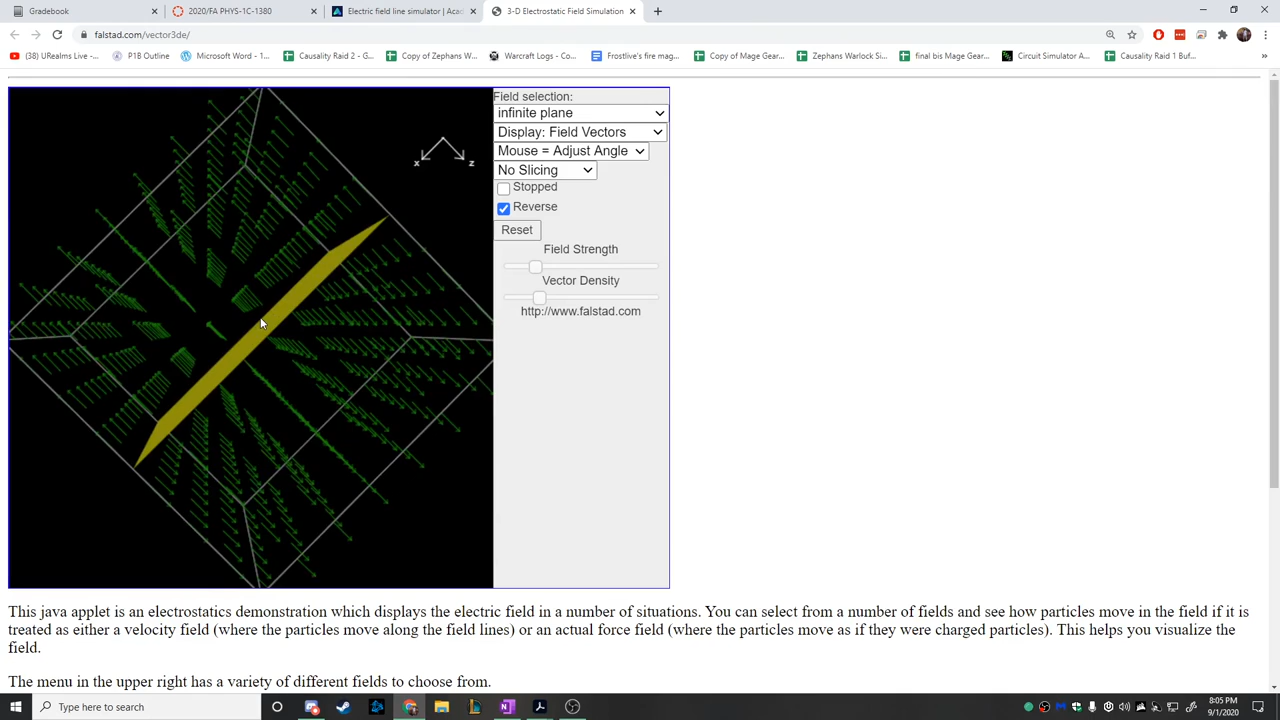 Gradebook
2020/FA PHYS-1C-1380
Electric field line simulator | Acad
3-D Electrostatic Field Simulation
falstad.com/vector3de/
(38) URealms Live -...
P1B Outline
Microsoft Word - 1...
Causality Raid 2 - G...
Copy of Zephans W...
Warcraft Logs - Co...
Frostlive's fire mag...
Copy of Mage Gear...
Zephans Warlock Si...
final bis Mage Gear...
Circuit Simulator A...
Causality Raid 1 Buf...
»
x
z
Field selection:
infinite plane
Display: Field Vectors
Mouse = Adjust Angle
No Slicing
Stopped
Reverse
Reset
Field Strength
Vector Density
http://www.falstad.com
This java applet is an electrostatics demonstration which displays the electric field in a number of situations. You can select from a number of fields and see how particles move in the field if it is
treated as either a velocity field (where the particles move along the field lines) or an actual force field (where the particles move as if they were charged particles). This helps you visualize the
field.
The menu in the upper right has a variety of different fields to choose from.
Type here to search
8:05 PM
9/1/2020